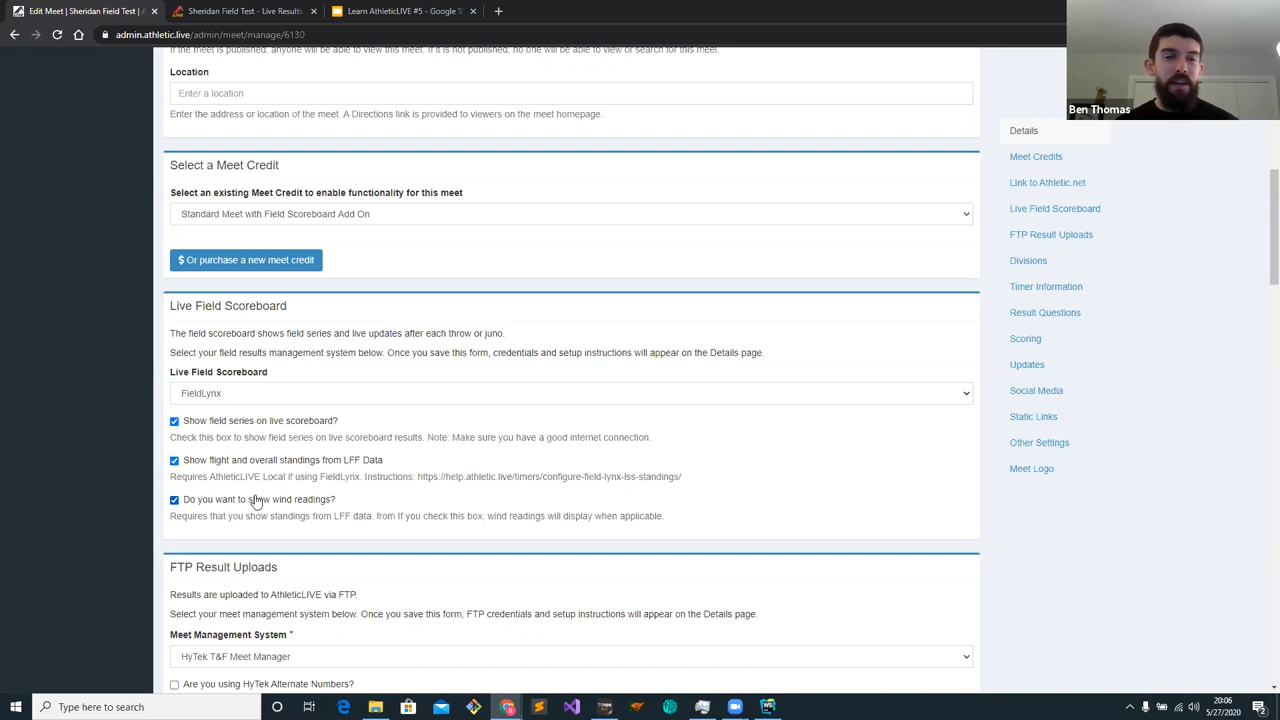 Edit Meet | Sheridan Field Test | A
Sheridan Field Test - Live Results
Learn AthleticLIVE #5 - Google S
admin.athletic.live/admin/meet/manage/6130
If the meet is published, anyone will be able to view this meet. If it is not published, no one will be able to view or search for this meet.
Location
Enter a location
Enter the address or location of the meet. A Directions link is provided to viewers on the meet homepage.
Select a Meet Credit
Select an existing Meet Credit to enable functionality for this meet
Standard Meet with Field Scoreboard Add On
$ Or purchase a new meet credit
Live Field Scoreboard
The field scoreboard shows field series and live updates after each throw or juno.
Select your field results management system below. Once you save this form, credentials and setup instructions will appear on the Details page.
Live Field Scoreboard
FieldLynx
Show field series on live scoreboard?
Check this box to show field series on live scoreboard results. Note: Make sure you have a good internet connection.
Show flight and overall standings from LFF Data
Requires AthleticLIVE Local if using FieldLynx. Instructions: https://help.athletic.live/timers/configure-field-lynx-lss-standings/
Do you want to show wind readings?
Requires that you show standings from LFF data. from If you check this box, wind readings will display when applicable.
FTP Result Uploads
Results are uploaded to AthleticLIVE via FTP.
Select your meet management system below. Once you save this form, FTP credentials and setup instructions will appear on the Details page.
Meet Management System *
HyTek T&F Meet Manager
Are you using HyTek Alternate Numbers?
Ben Thomas
Details
Meet Credits
Link to Athletic.net
Live Field Scoreboard
FTP Result Uploads
Divisions
Timer Information
Result Questions
Scoring
Updates
Social Media
Static Links
Other Settings
Meet Logo
Type here to search
20:06
5/27/2020